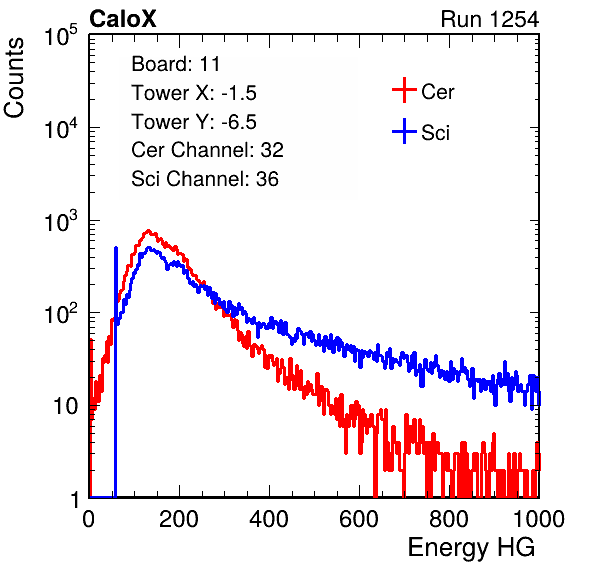 CaloX Run 1254
Counts
Board: 11
Tower X: -1.5
Tower Y: -6.5
Cer Channel: 32
Sci Channel: 36
Cer
Sci
10^5
10^4
10^3
10^2
10
1
0 200 400 600 800 1000
Energy HG